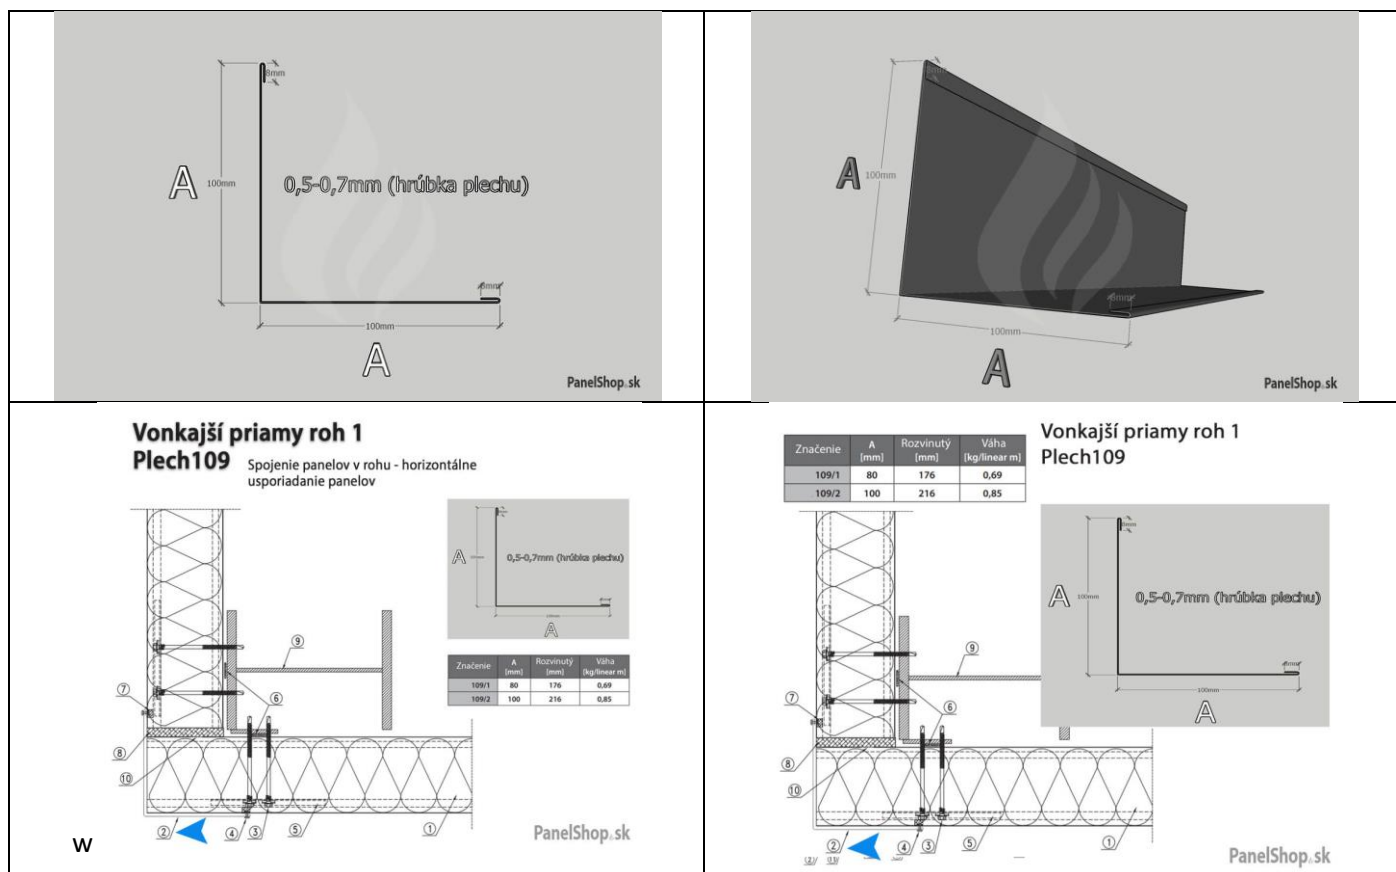 8mm
A
100mm
0,5-0,7mm (hrúbka plechu)
8mm
100mm
A
PanelShop.sk
8mm
A
100mm
8mm
100mm
A
PanelShop.sk
Vonkajší priamy roh 1
Plech109
Spojenie panelov v rohu - horizontálne
usporiadanie panelov
A
0,5-0,7mm (hrúbka plechu)
A
Značenie A [mm] Rozvinutý [mm] Váha [kg/linear m]
109/1 80 176 0,69
109/2 100 216 0,85
9
7
6
8
10
2
4
3
5
1
w
PanelShop.sk
Značenie A [mm] Rozvinutý [mm] Váha [kg/linear m]
109/1 80 176 0,69
109/2 100 216 0,85
Vonkajší priamy roh 1
Plech109
8mm
A
100mm
0,5-0,7mm (hrúbka plechu)
100mm
A
9
7
6
8
10
2
4
3
5
1
PanelShop.sk